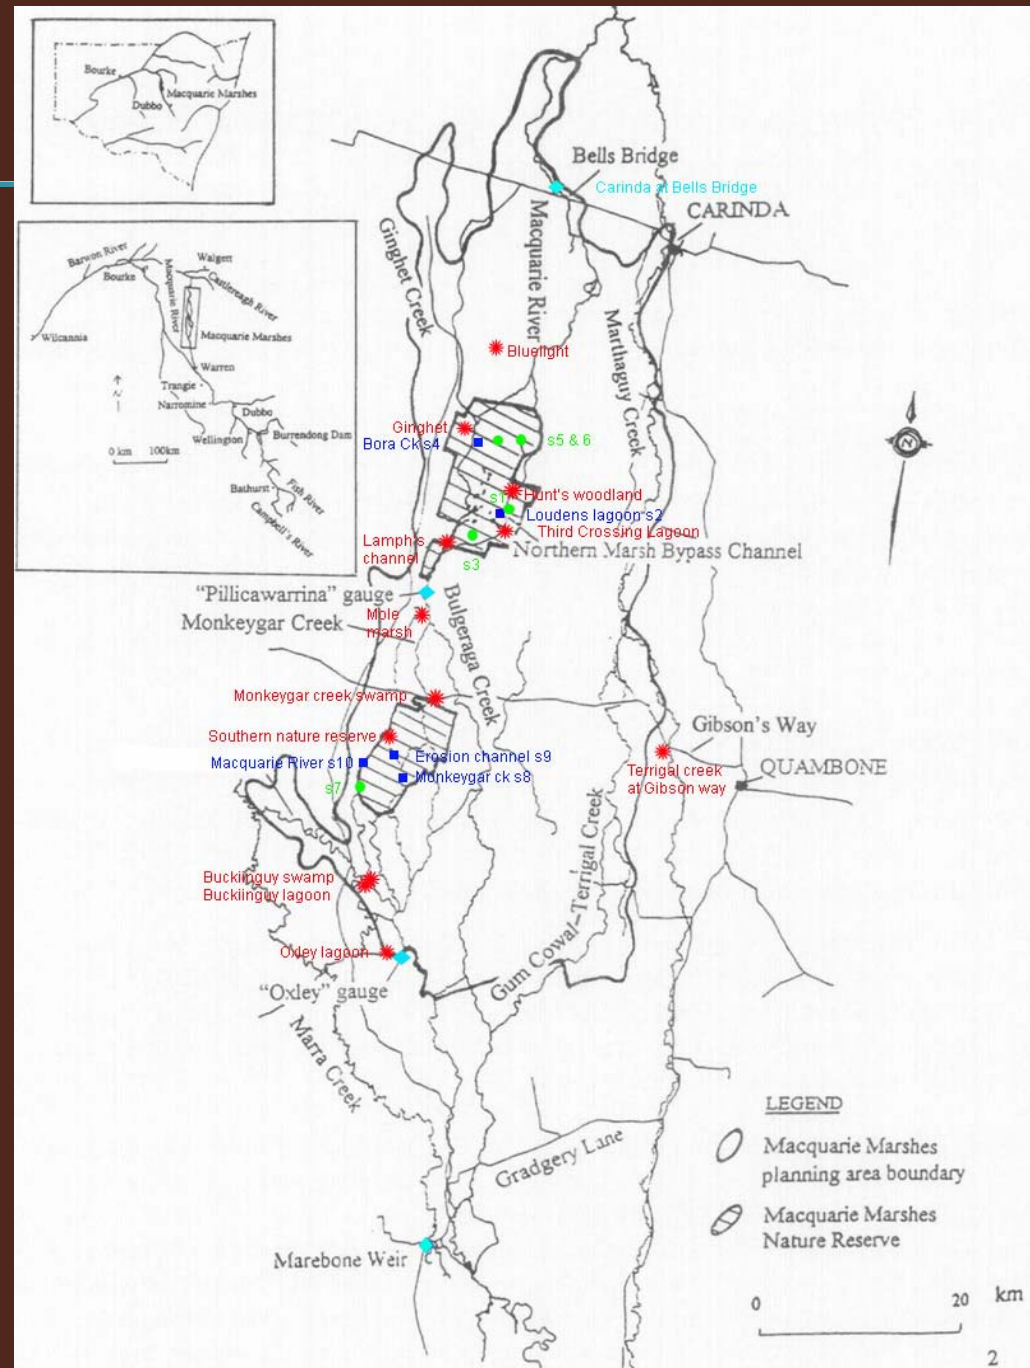 Bourke
Dubbo
Macquarie Marshes
Barwon River
Bourke
Walgett
Castlereagh River
Macquarie River
Macquarie Marshes
Wilcannia
Warren
Trangie
Narromine
Dubbo
Wellington
Burrendong Dam
N
0 km 100km
Bathurst
Fish River
Campbell's River
Bells Bridge
Carinda at Bells Bridge
CARINDA
Ginghet Creek
Macquarie River
Marthaguy Creek
Bluelight
N
Ginghet
Bora Ck s4
s5 & 6
s1
Hunt's woodland
Loudens lagoon s2
Third Crossing Lagoon
Lamph's
channel
Northern Marsh Bypass Channel
s3
"Pillicawarrina" gauge
Monkeygar Creek
Mole
marsh
Bulgeraga Creek
Monkeygar creek swamp
Southern nature reserve
Macquarie River s10
Erosion channel s9
Monkeygar ck s8
s7
Gibson's Way
Terrigal creek
at Gibson way
QUAMBONE
Buckiinguy swamp
Buckiinguy lagoon
Gum Cowal-Terrigal Creek
Oxley lagoon
"Oxley" gauge
Marra Creek
Gradgery Lane
Marebone Weir
LEGEND
Macquarie Marshes
planning area boundary
Macquarie Marshes
Nature Reserve
0 20 km
2